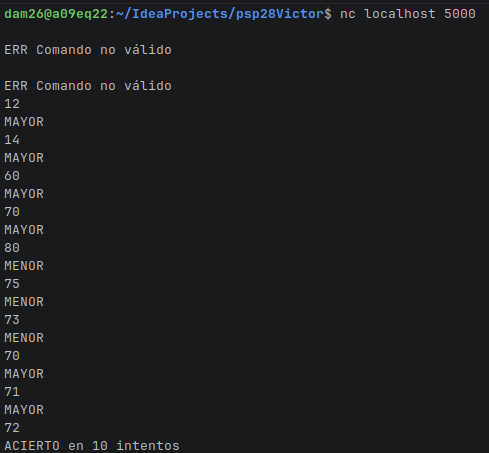 dam26@a09eq22:~/IdeaProjects/psp28Victor$ nc localhost 5000
ERR Comando no válido
ERR Comando no válido
12
MAYOR
14
MAYOR
60
MAYOR
70
MAYOR
80
MENOR
75
MENOR
73
MENOR
70
MAYOR
71
MAYOR
72
ACIERTO en 10 intentos